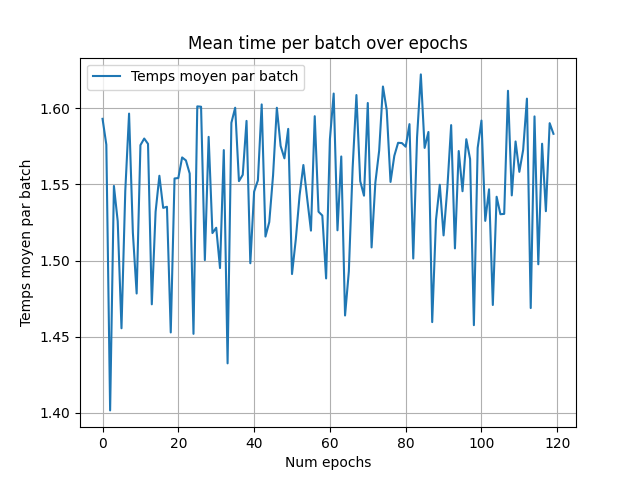 Mean time per batch over epochs
Temps moyen par batch
Temps moyen par batch
1.60
1.55
1.50
1.45
1.40
0 20 40 60 80 100 120
Num epochs